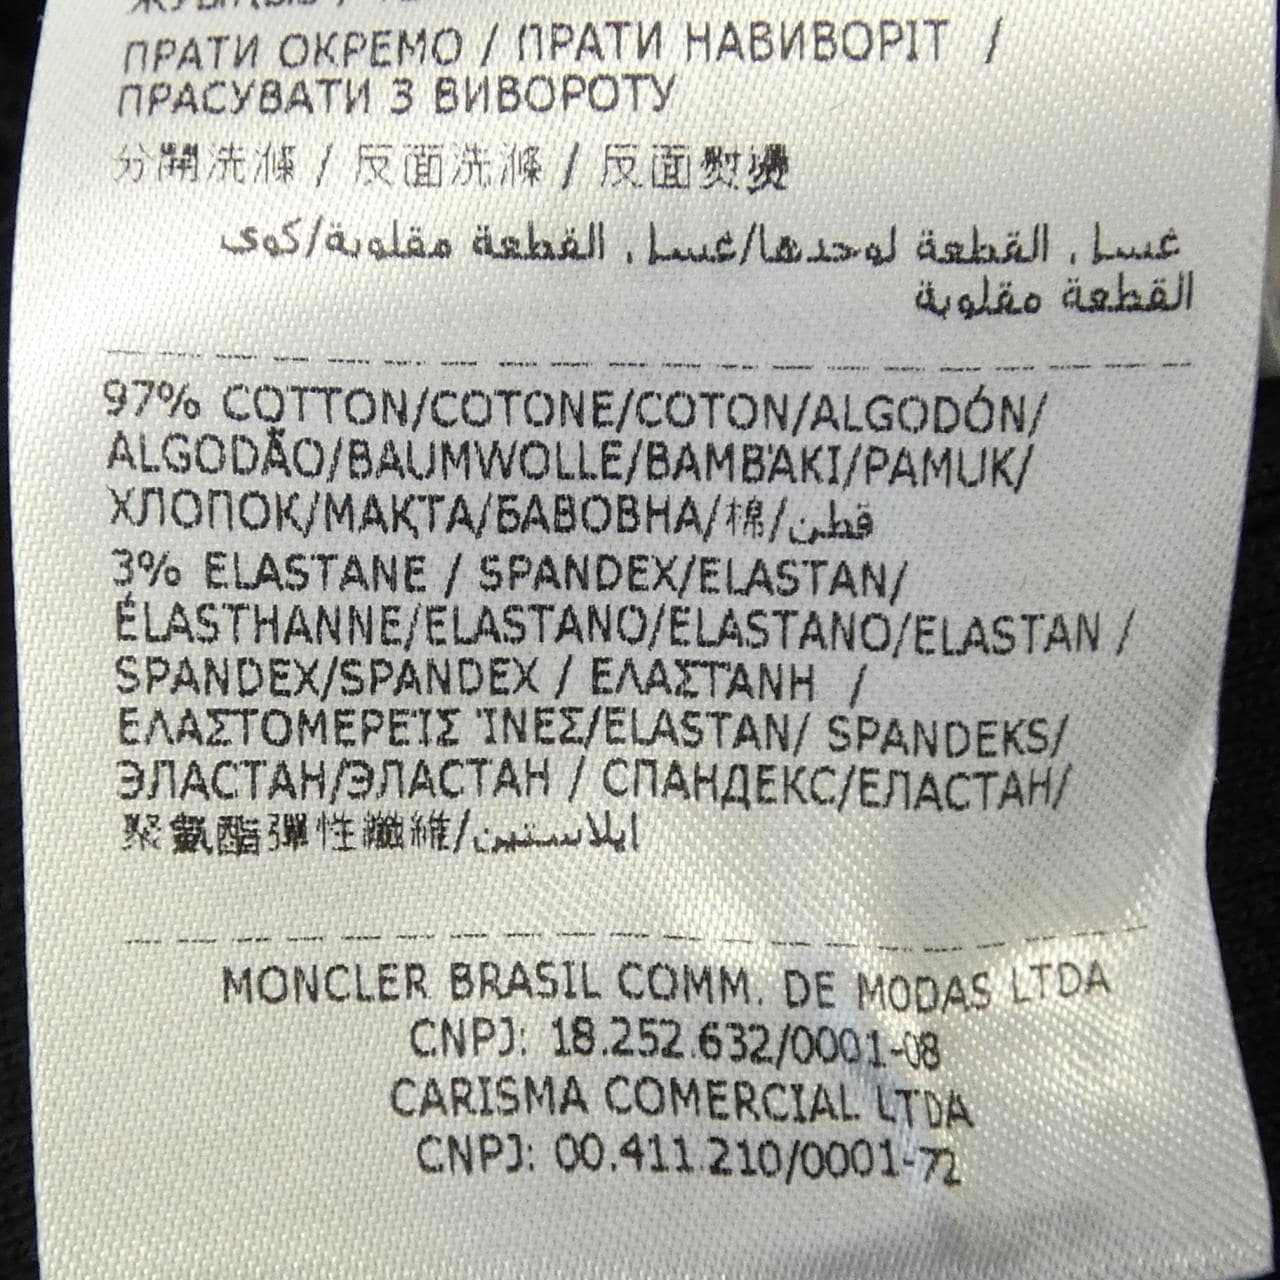 ПРАТИ ОКРЕМО / ПРАТИ НАВИВОРІТ /
ПРАСУВАТИ З ВИВОРОТУ
分開洗滌 / 反面洗滌 / 反面熨燙
غسل القطعة لوحدها/غسل القطعة مقلوبة/كوى
القطعة مقلوبة
97% COTTON/COTONE/COTON/ALGODÓN/
ALGODÃO/BAUMWOLLE/ΒΑΜΒΆΚΙ/PAMUK/
ХЛОПОК/МАҚТА/БАВОВНА/棉/قطن
3% ELASTANE / SPANDEX/ELASTAN/
ÉLASTHANNE/ELASTANO/ELASTANO/ELASTAN /
SPANDEX/SPANDEX / ΕΛΑΣΤΆΝΗ /
ΕΛΑΣΤΟΜΕΡΕΊΣ ΊΝΕΣ/ELASTAN/ SPANDEKS/
ЭЛАСТАН/ЭЛАСТАН / СПАНДЕКС/ЕЛАСТАН/
聚氨酯彈性纖維/ايلاستين
MONCLER BRASIL COMM. DE MODAS LTDA
CNPJ: 18.252.632/0001-08
CARISMA COMERCIAL LTDA
CNPJ: 00.411.210/0001-72